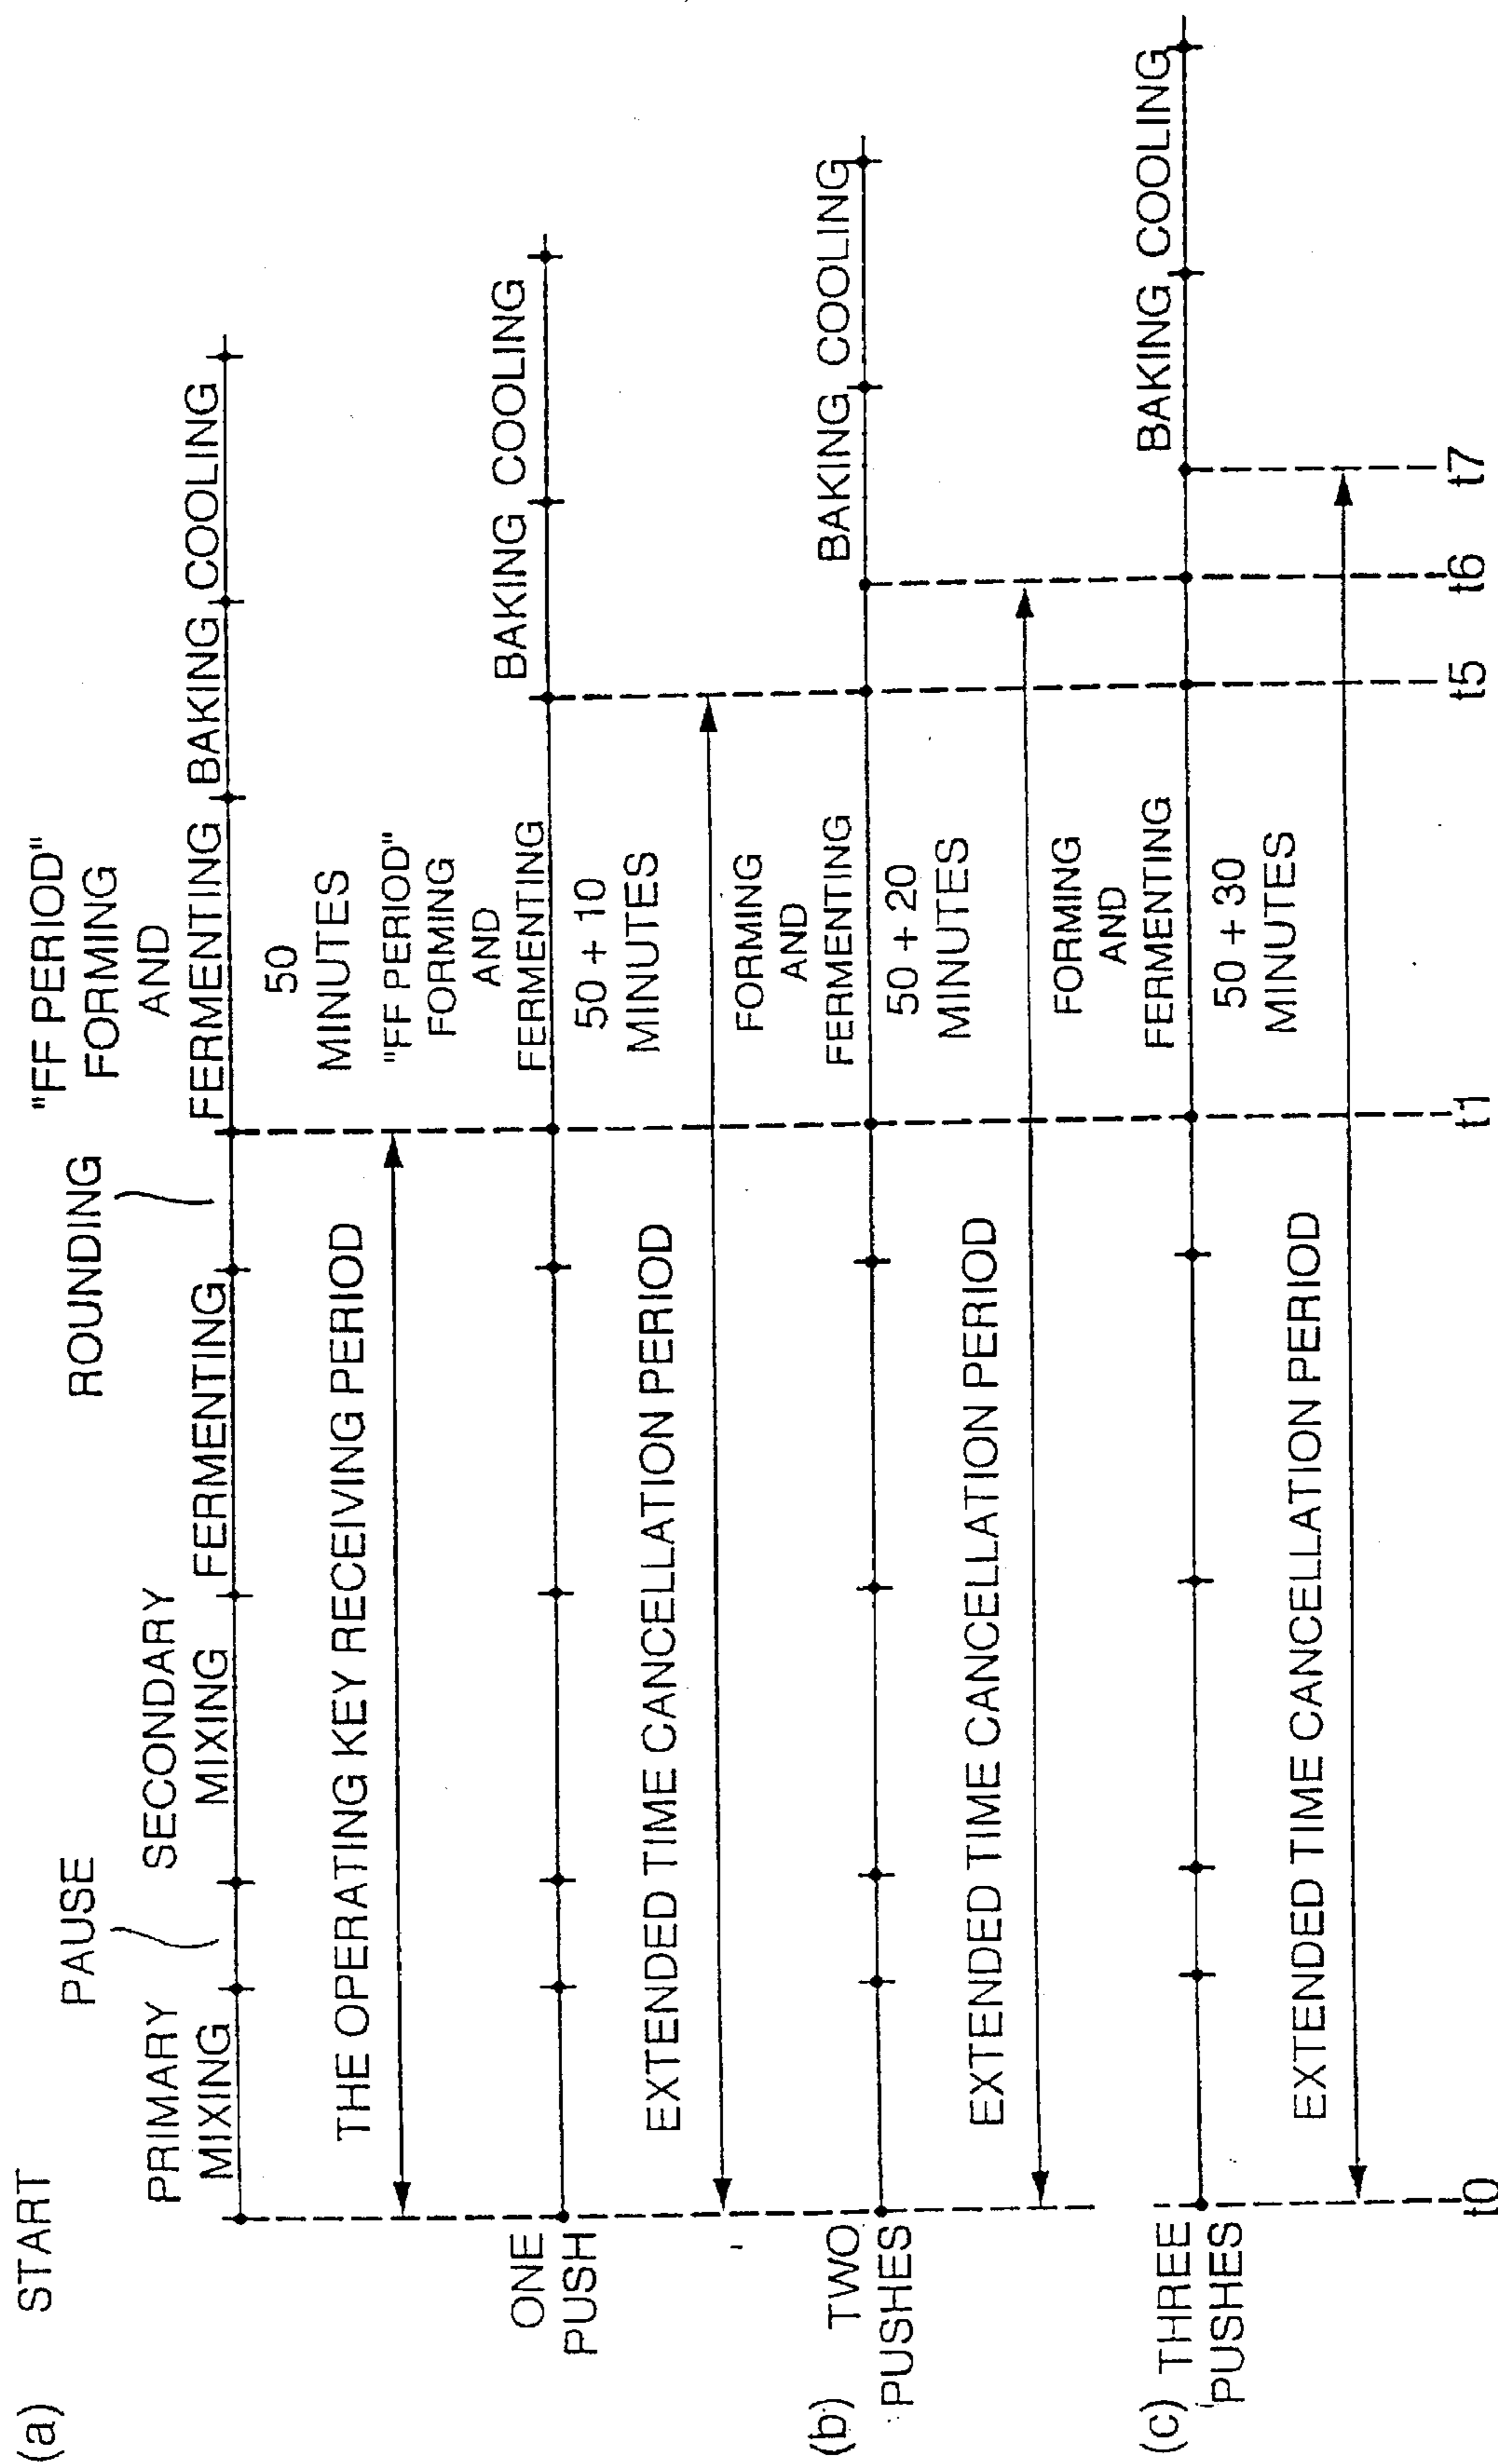 (a) START
PRIMARY
MIXING
PAUSE
SECONDARY
MIXING
FERMENTING
ROUNDING
"FF PERIOD"
FORMING
AND
FERMENTING
BAKING
COOLING
50
MINUTES
THE OPERATING KEY RECEIVING PERIOD
ONE
PUSH
"FF PERIOD"
FORMING
AND
FERMENTING
BAKING COOLING
50 + 10
MINUTES
EXTENDED TIME CANCELLATION PERIOD
(b) TWO
PUSHES
FORMING
AND
FERMENTING
BAKING COOLING
50 + 20
MINUTES
EXTENDED TIME CANCELLATION PERIOD
(c) THREE
PUSHES
FORMING
AND
FERMENTING
BAKING COOLING
50 + 30
MINUTES
EXTENDED TIME CANCELLATION PERIOD
t0
t1
t5
t6
t7